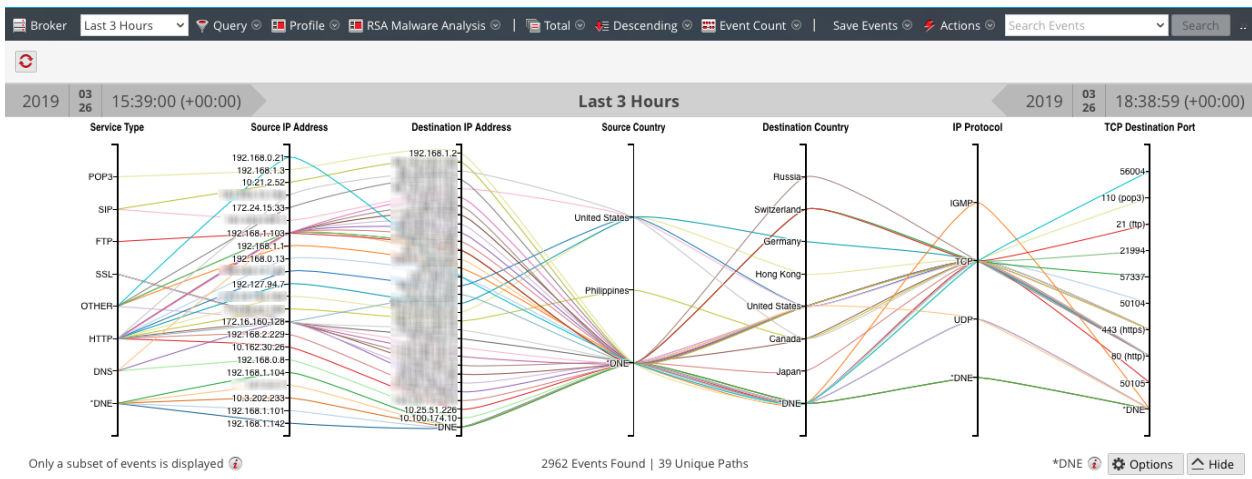 Broker Last 3 Hours Query Profile RSA Malware Analysis | Total Descending Event Count | Save Events Actions Search Events Search ..
2019 03 26 15:39:00 (+00:00) Last 3 Hours 2019 03 26 18:38:59 (+00:00)
Service Type Source IP Address Destination IP Address Source Country Destination Country IP Protocol TCP Destination Port
POP3
SIP
FTP
SSL
OTHER
HTTP
DNS
*DNE
192.168.0.21
192.168.1.3
10.21.2.52
172.24.15.33
192.168.1.103
192.168.1.1
192.168.0.13
192.127.94.7
172.16.160.128
192.168.2.229
10.162.30.26
192.168.0.8
192.168.1.104
10.3.202.233
192.168.1.101
192.168.1.142
192.168.1.2
10.25.51.226
10.100.174.10
*DNE
United States
Philippines
*DNE
Russia
Switzerland
Germany
Hong Kong
United States
Canada
Japan
*DNE
IGMP
TCP
UDP
*DNE
56004
110 (pop3)
21 (ftp)
21994
57337
50104
443 (https)
80 (http)
50105
*DNE
Only a subset of events is displayed 2962 Events Found | 39 Unique Paths *DNE Options Hide